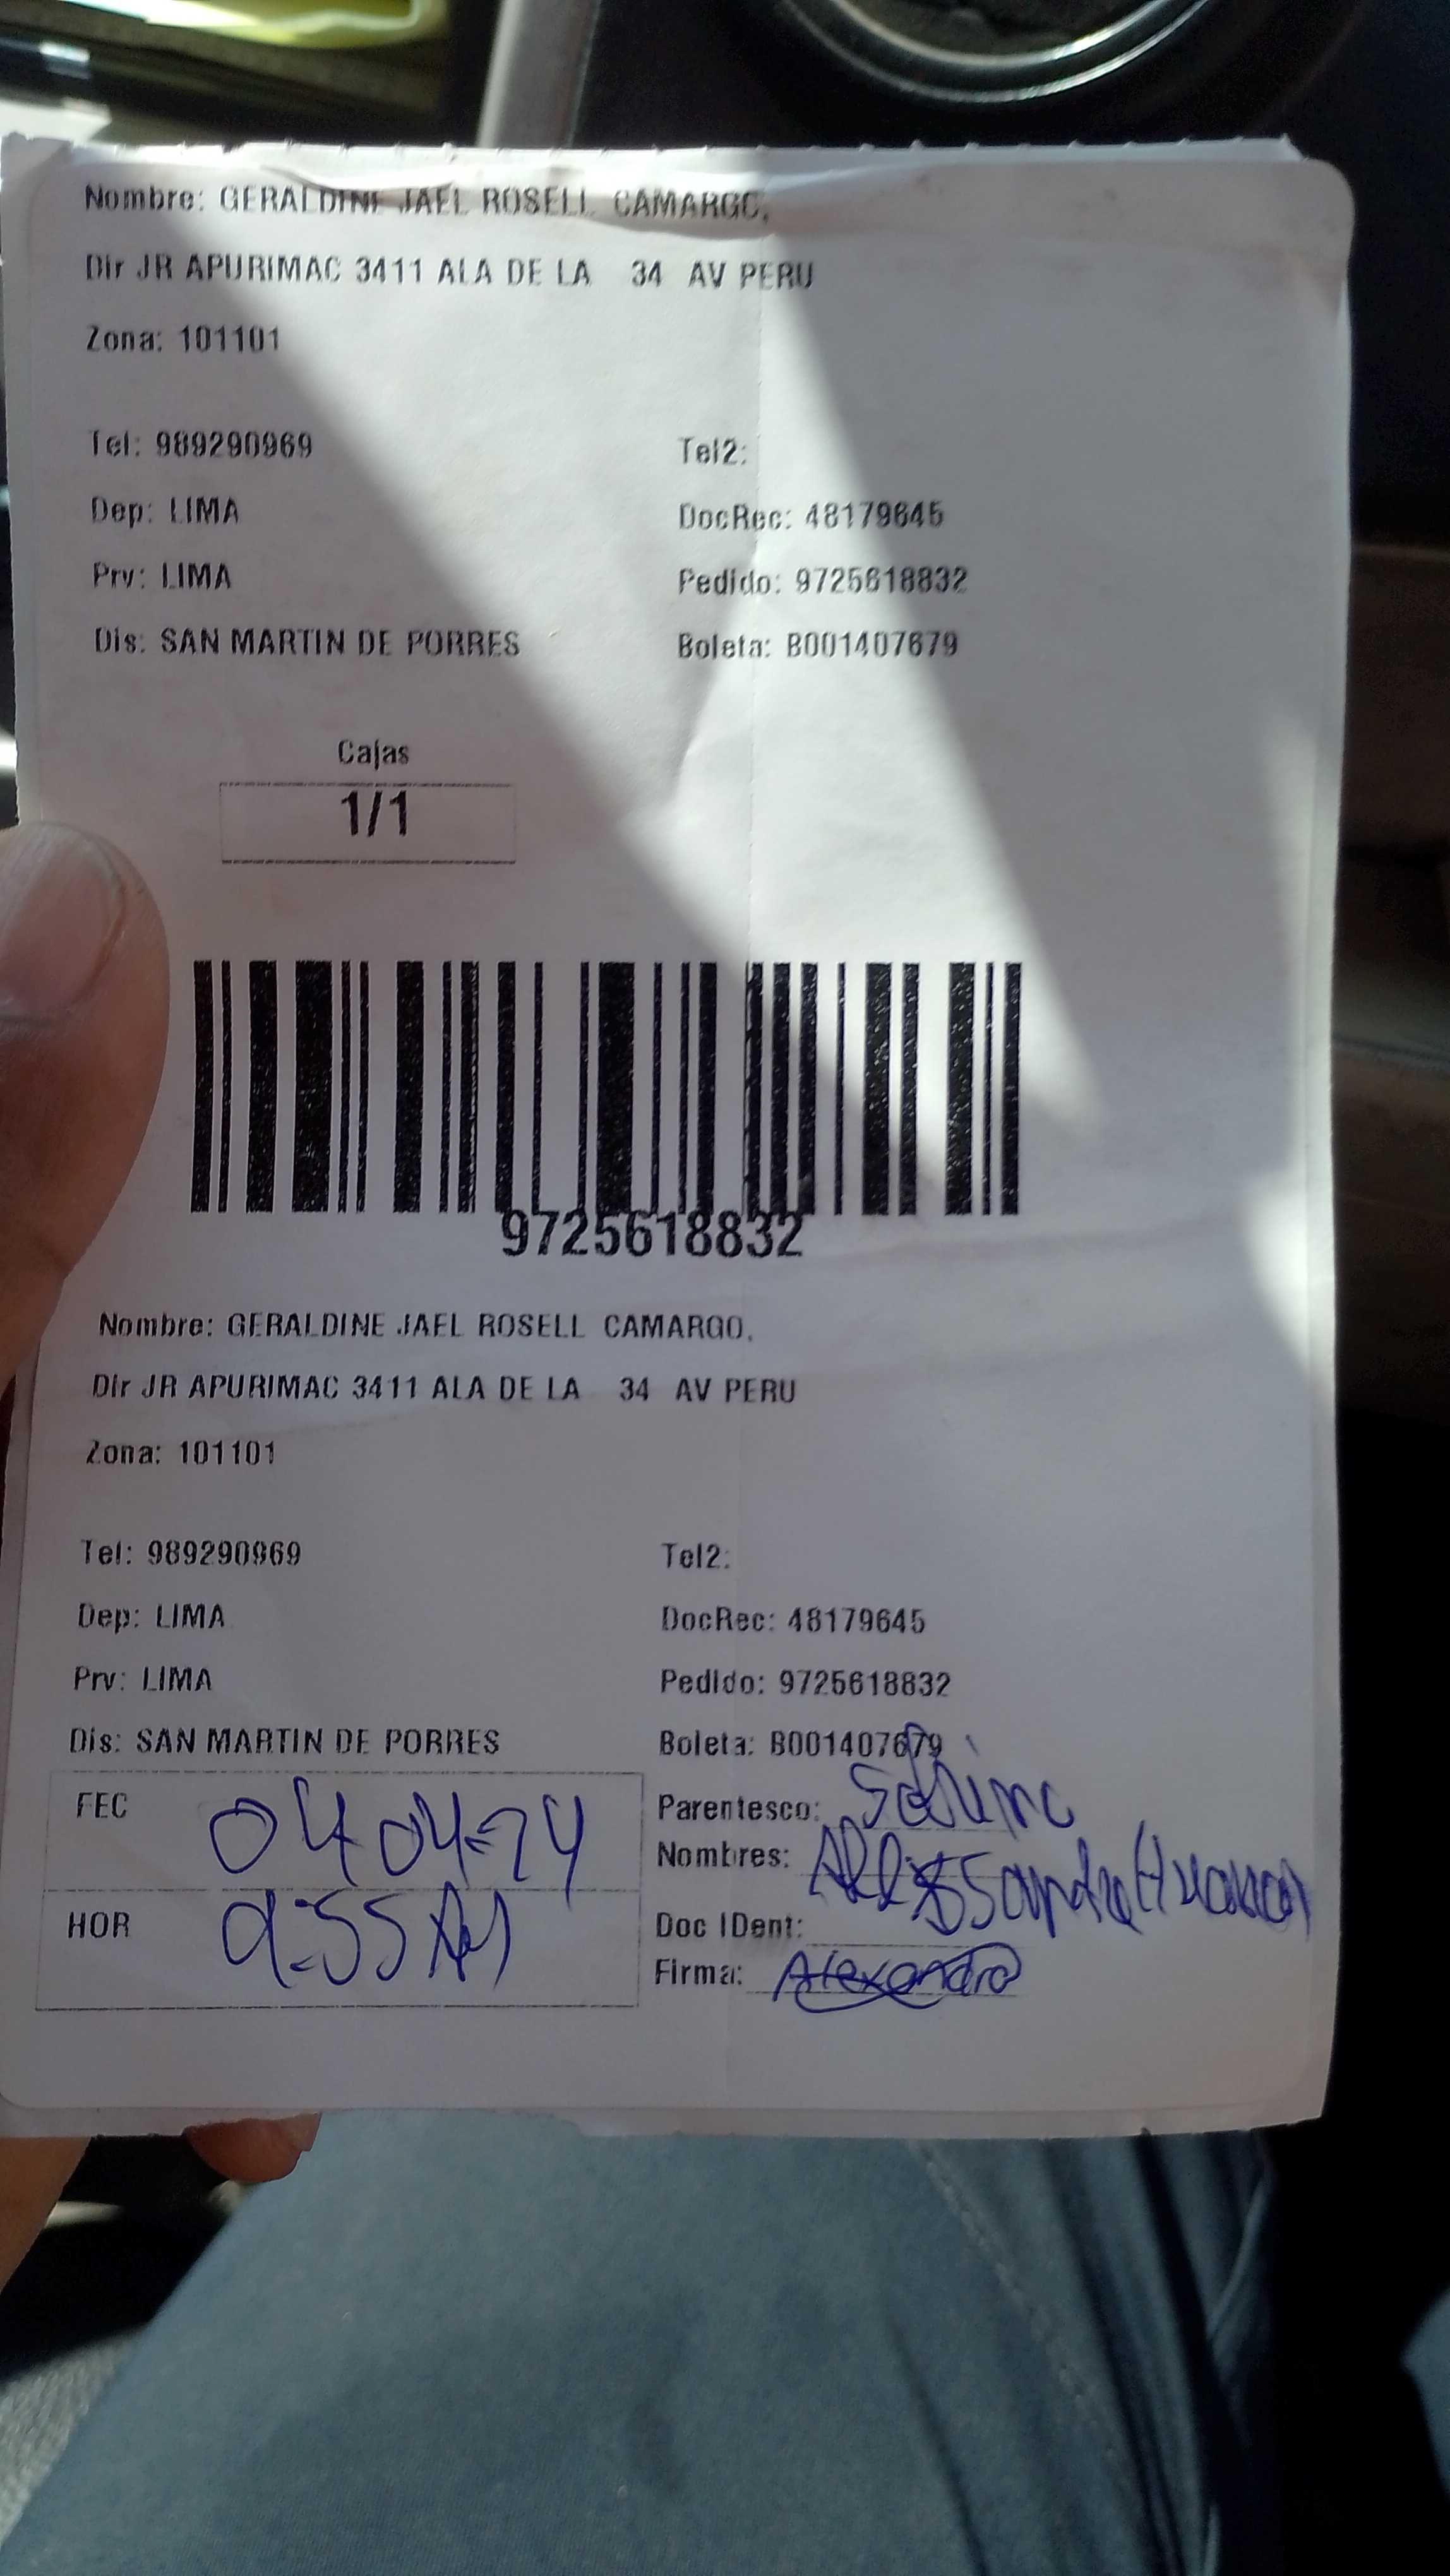 Nombre: GERALDINE JAEL ROSELL CAMARGO,
Dir JR APURIMAC 3411 ALA DE LA 34 AV PERU
Zona: 101101
Tel: 989290969 Tel2:
Dep: LIMA DocRec: 48179645
Prv: LIMA Pedido: 9725618832
Dis: SAN MARTIN DE PORRES Boleta: B001407679
Cajas
1/1
9725618832
Nombre: GERALDINE JAEL ROSELL CAMARGO,
Dir JR APURIMAC 3411 ALA DE LA 34 AV PERU
Zona: 101101
Tel: 989290969 Tel2:
Dep: LIMA DocRec: 48179645
Prv: LIMA Pedido: 9725618832
Dis: SAN MARTIN DE PORRES Boleta: B001407679
FEC 04-04-24 Parentesco: Sobrino
Nombres:
HOR 9:55 AM Doc IDent:
Firma: Alexandra